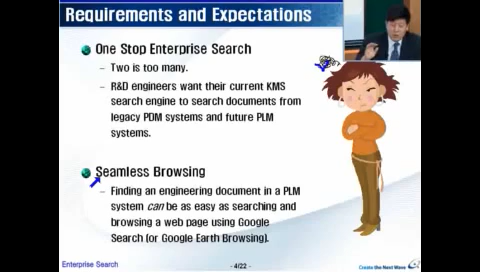 Requirements and Expectations
One Stop Enterprise Search
– Two is too many.
– R&D engineers want their current KMS
search engine to search documents from
legacy PDM systems and future PLM
systems.
Seamless Browsing
– Finding an engineering document in a PLM
system can be as easy as searching and
browsing a web page using Google
Search (or Google Earth Browsing).
Enterprise Search
- 4/22 -
Create the Next Wave